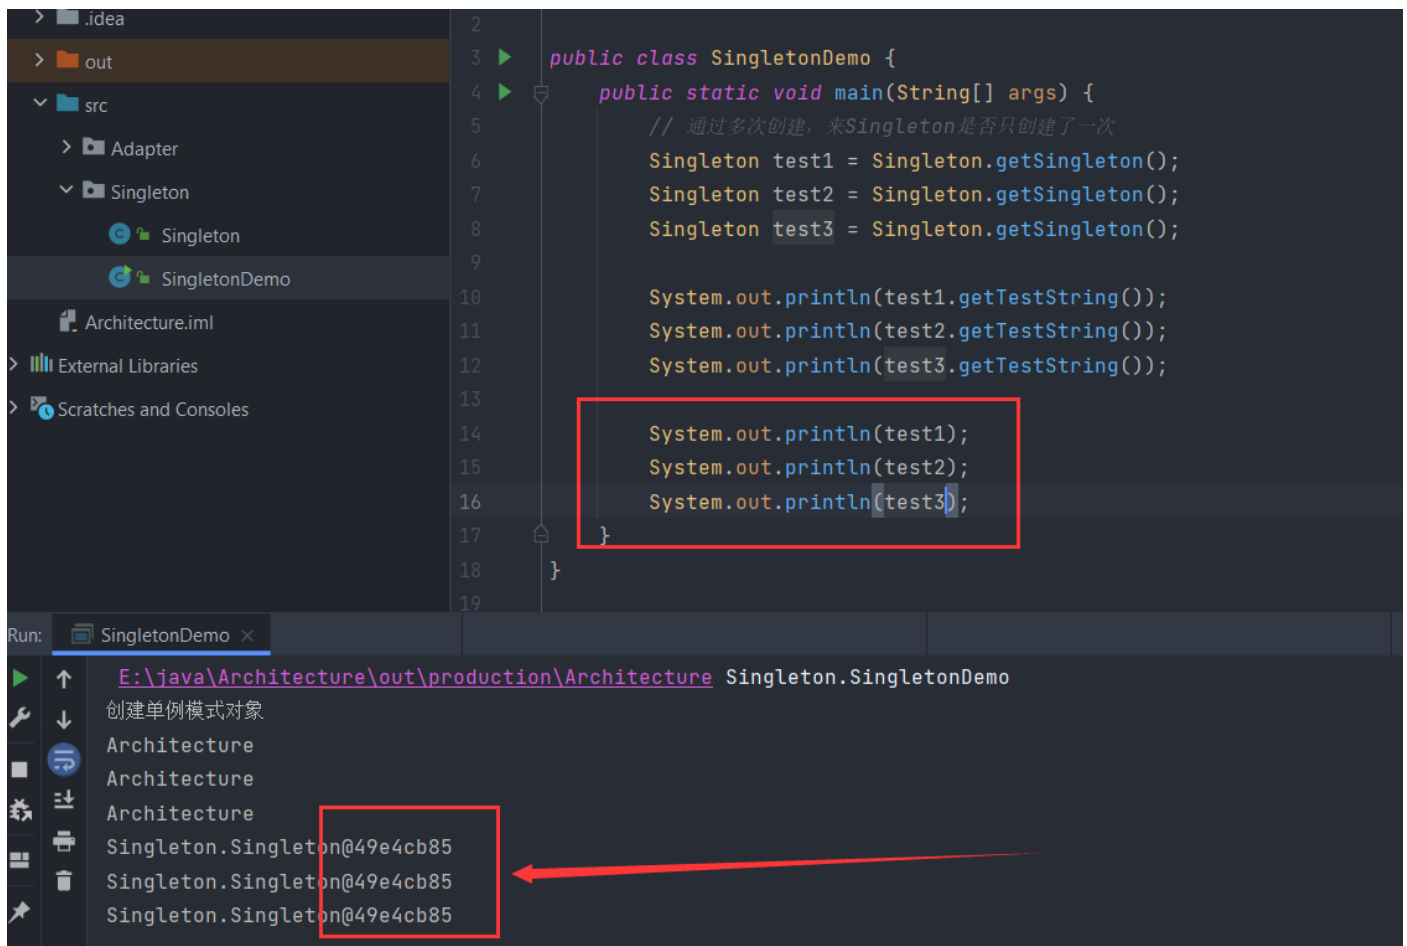 .idea
out
src
Adapter
Singleton
Singleton
SingletonDemo
Architecture.iml
External Libraries
Scratches and Consoles
2
3 public class SingletonDemo {
4 public static void main(String[] args) {
5 // 通过多次创建，来Singleton是否只创建了一次
6 Singleton test1 = Singleton.getSingleton();
7 Singleton test2 = Singleton.getSingleton();
8 Singleton test3 = Singleton.getSingleton();
9
10 System.out.println(test1.getTestString());
11 System.out.println(test2.getTestString());
12 System.out.println(test3.getTestString());
13
14 System.out.println(test1);
15 System.out.println(test2);
16 System.out.println(test3);
17 }
18 }
19
Run: SingletonDemo
E:\java\Architecture\out\production\Architecture Singleton.SingletonDemo
创建单例模式对象
Architecture
Architecture
Architecture
Singleton.Singleton@49e4cb85
Singleton.Singleton@49e4cb85
Singleton.Singleton@49e4cb85